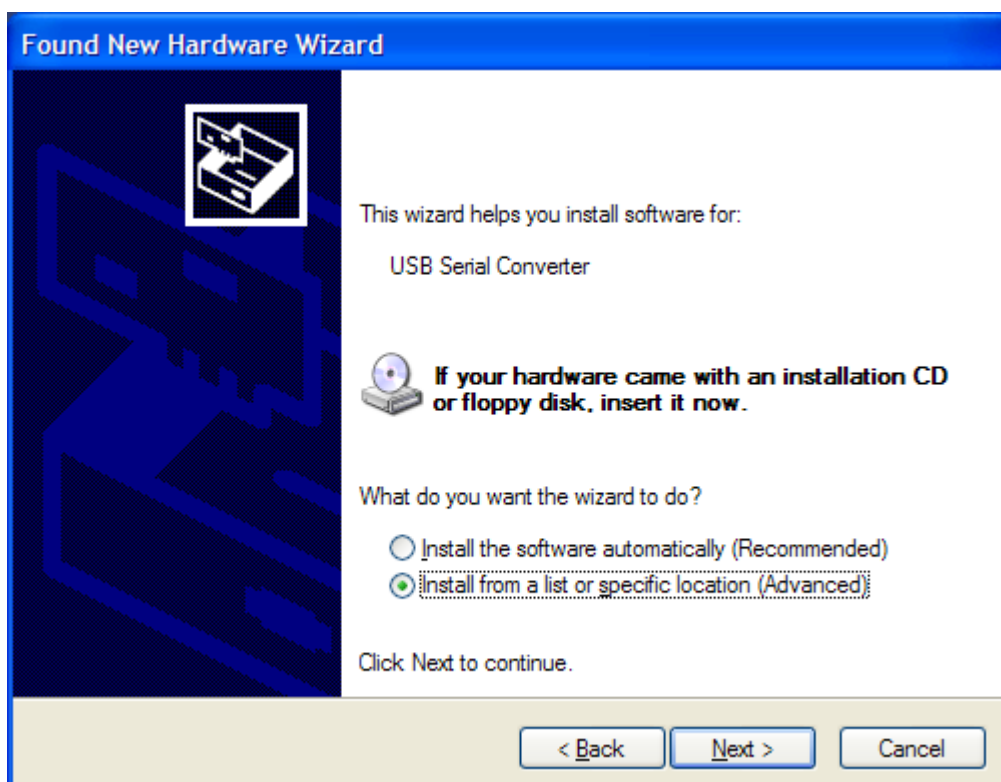 Found New Hardware Wizard
This wizard helps you install software for:
USB Serial Converter
If your hardware came with an installation CD
or floppy disk, insert it now.
What do you want the wizard to do?
Install the software automatically (Recommended)
Install from a list or specific location (Advanced)
Click Next to continue.
< Back
Next >
Cancel